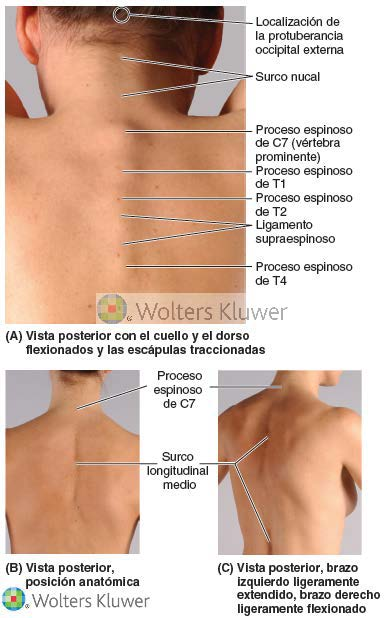 Localización de
la protuberancia
occipital externa
Surco nucal
Proceso espinoso
de C7 (vértebra
prominente)
Proceso espinoso
de T1
Proceso espinoso
de T2
Ligamento
supraespinoso
Proceso espinoso
de T4
Wolters Kluwer
(A) Vista posterior con el cuello y el dorso
flexionados y las escápulas traccionadas
Proceso
espinoso
de C7
Surco
longitudinal
medio
(B) Vista posterior,
posición anatómica
(C) Vista posterior, brazo
izquierdo ligeramente
extendido, brazo derecho
ligeramente flexionado
Wolters Kluwer